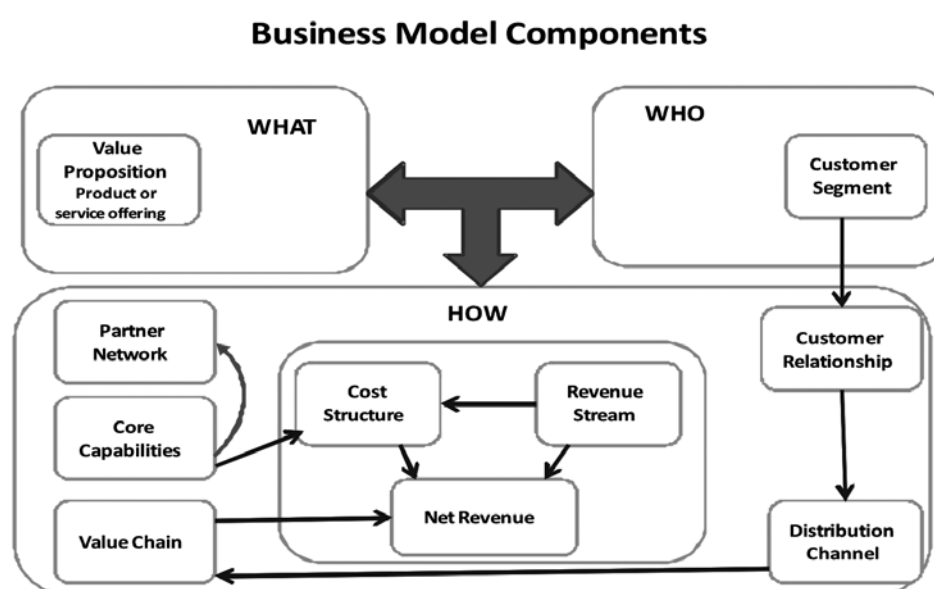 Business Model Components
WHAT
Value
Proposition
Product or
service offering
WHO
Customer
Segment
HOW
Partner
Network
Core
Capabilities
Value Chain
Cost
Structure
Revenue
Stream
Net Revenue
Customer
Relationship
Distribution
Channel